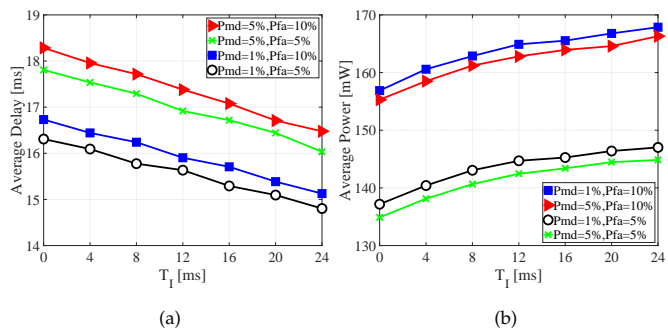 19
18
17
16
15
14
Average Delay [ms]
Pmd=5%,Pfa=10%
Pmd=5%,Pfa=5%
Pmd=1%,Pfa=10%
Pmd=1%,Pfa=5%
0 4 8 12 16 20 24
T_I [ms]
(a)
170
160
150
140
130
Average Power [mW]
Pmd=1%,Pfa=10%
Pmd=5%,Pfa=10%
Pmd=1%,Pfa=5%
Pmd=5%,Pfa=5%
0 4 8 12 16 20 24
T_I [ms]
(b)